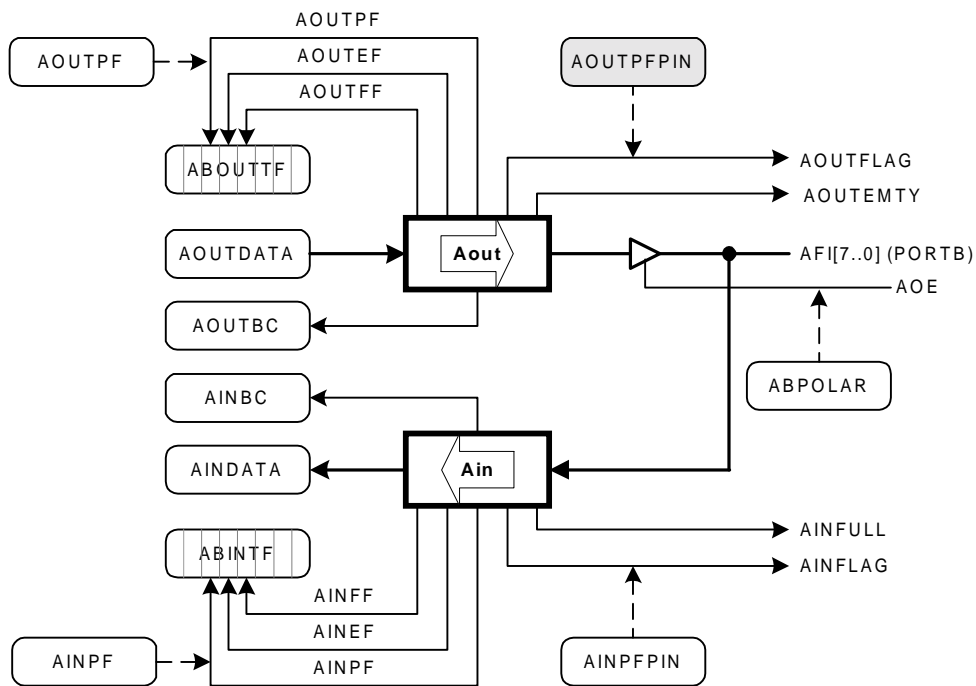 AOUTPF
AOUTPF
AOUTEF
AOUTFF
AOUTPFPIN
ABOUTTF
AOUTFLAG
AOUTEMTY
AOUTDATA
Aout
AFI[7..0] (PORTB)
AOE
AOUTBC
ABPOLAR
AINBC
AINDATA
Ain
AINFULL
ABINTF
AINFLAG
AINFF
AINEF
AINPF
AINPF
AINPFPIN